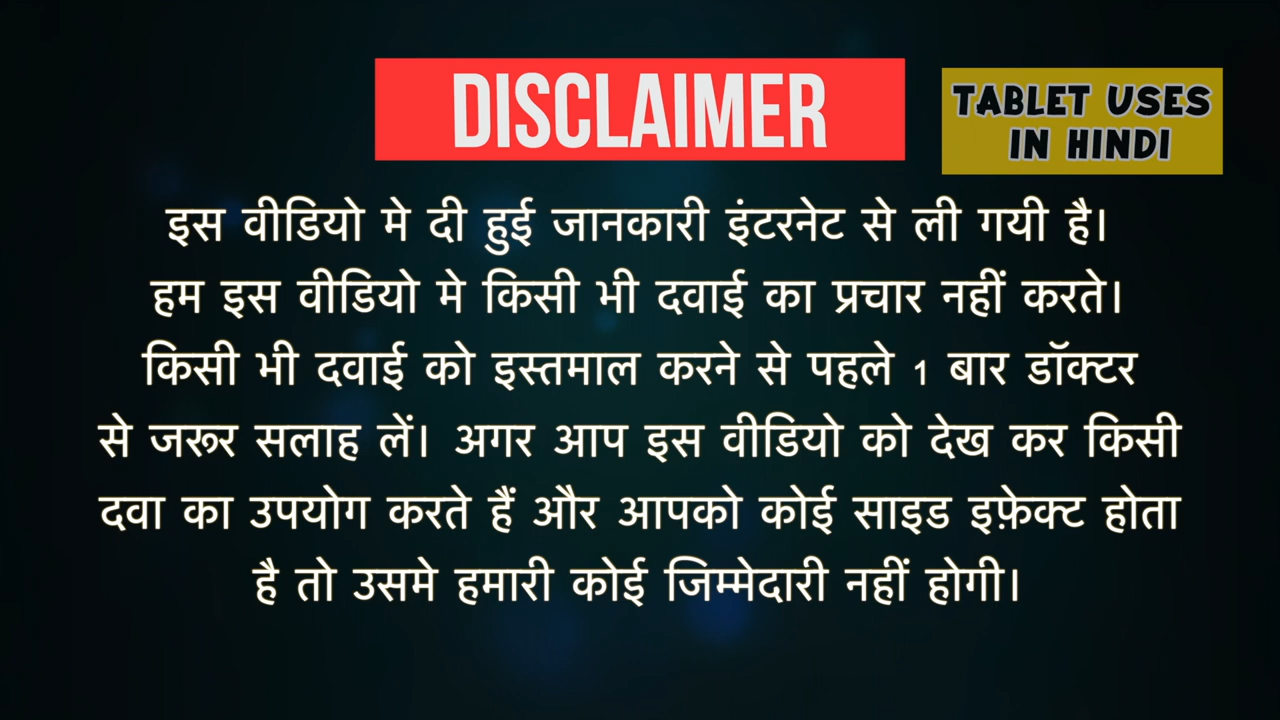 DISCLAIMER
TABLET USES
IN HINDI
इस वीडियो मे दी हुई जानकारी इंटरनेट से ली गयी है।
हम इस वीडियो मे किसी भी दवाई का प्रचार नहीं करते।
किसी भी दवाई को इस्तमाल करने से पहले 1 बार डॉक्टर
से जरूर सलाह लें। अगर आप इस वीडियो को देख कर किसी
दवा का उपयोग करते हैं और आपको कोई साइड इफ़ेक्ट होता
है तो उसमे हमारी कोई जिम्मेदारी नहीं होगी।